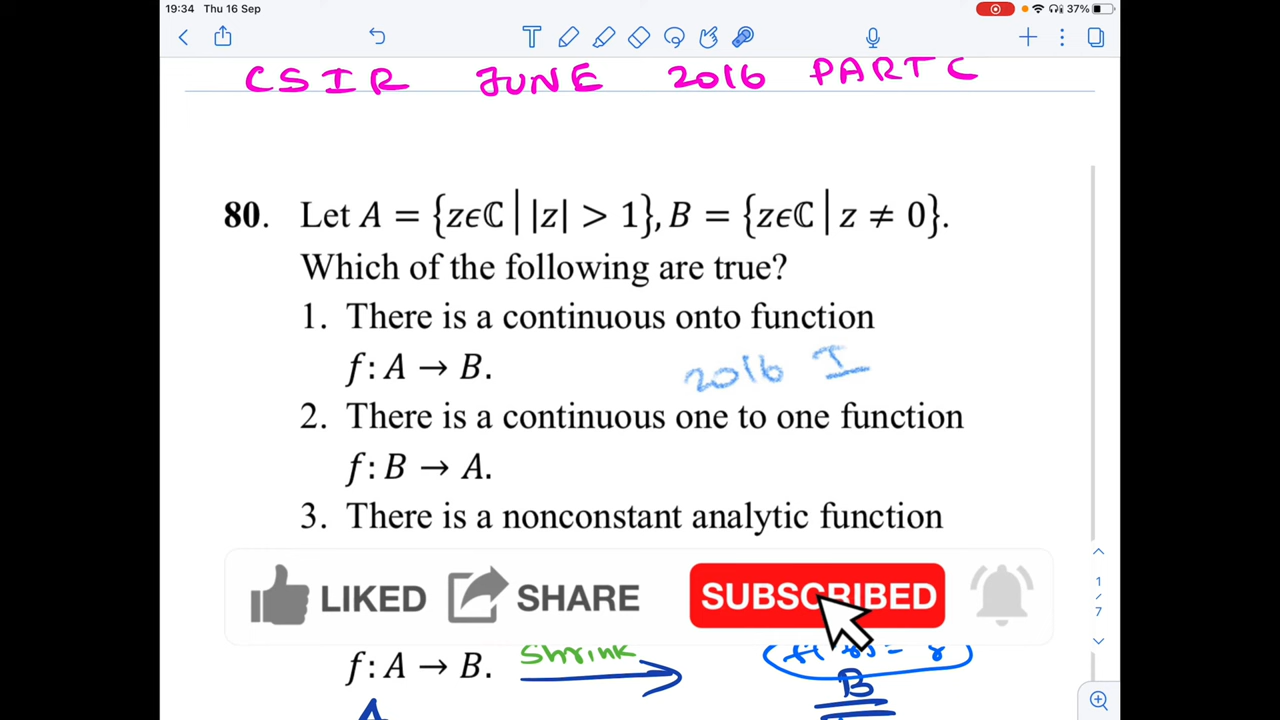 19:34 Thu 16 Sep
37%
CSIR JUNE 2016 PART C
80. Let A = {zϵℂ||z| > 1}, B = {zϵℂ|z ≠ 0}.
Which of the following are true?
1. There is a continuous onto function
f: A → B.
2016 I
2. There is a continuous one to one function
f: B → A.
3. There is a nonconstant analytic function
LIKED SHARE SUBSCRIBED
f: A → B. Shrink
B
A
1
/
7